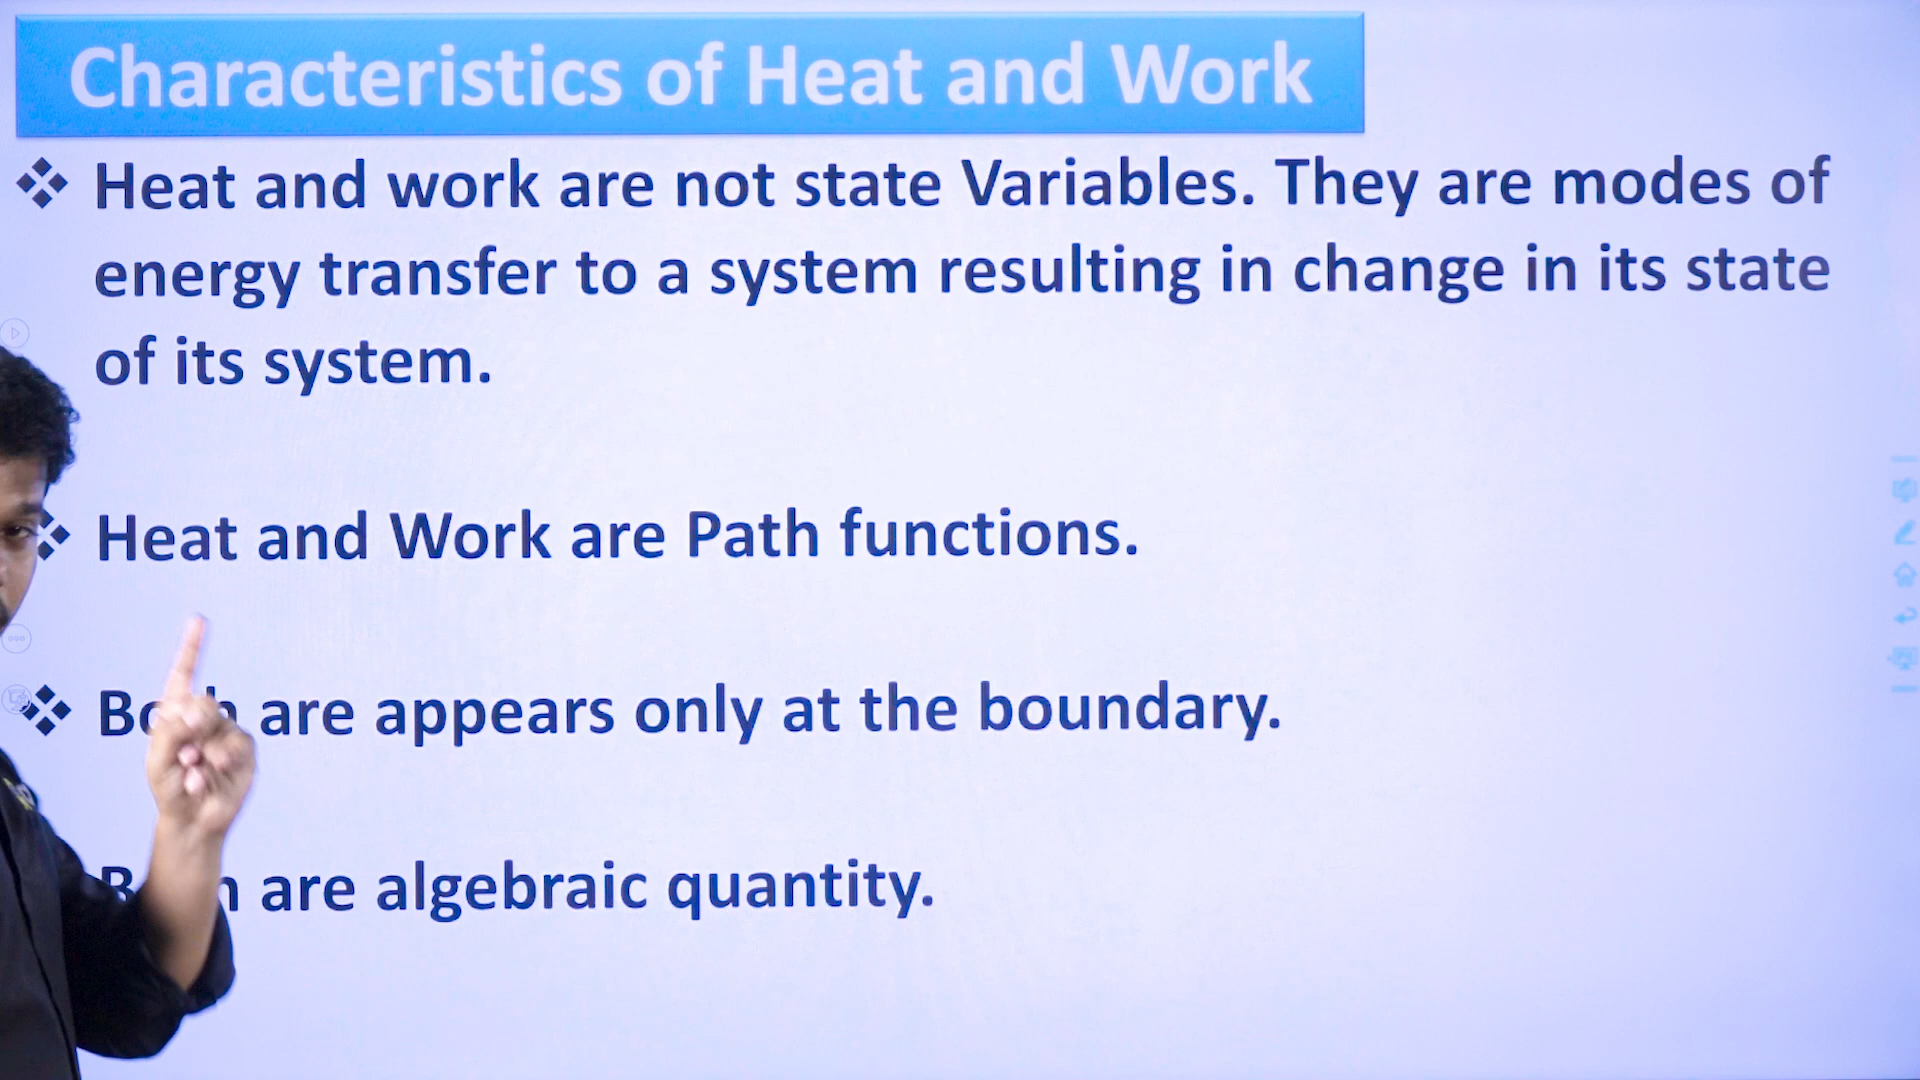 Characteristics of Heat and Work
❖ Heat and work are not state Variables. They are modes of
energy transfer to a system resulting in change in its state
of its system.
❖ Heat and Work are Path functions.
❖ Both are appears only at the boundary.
Both are algebraic quantity.